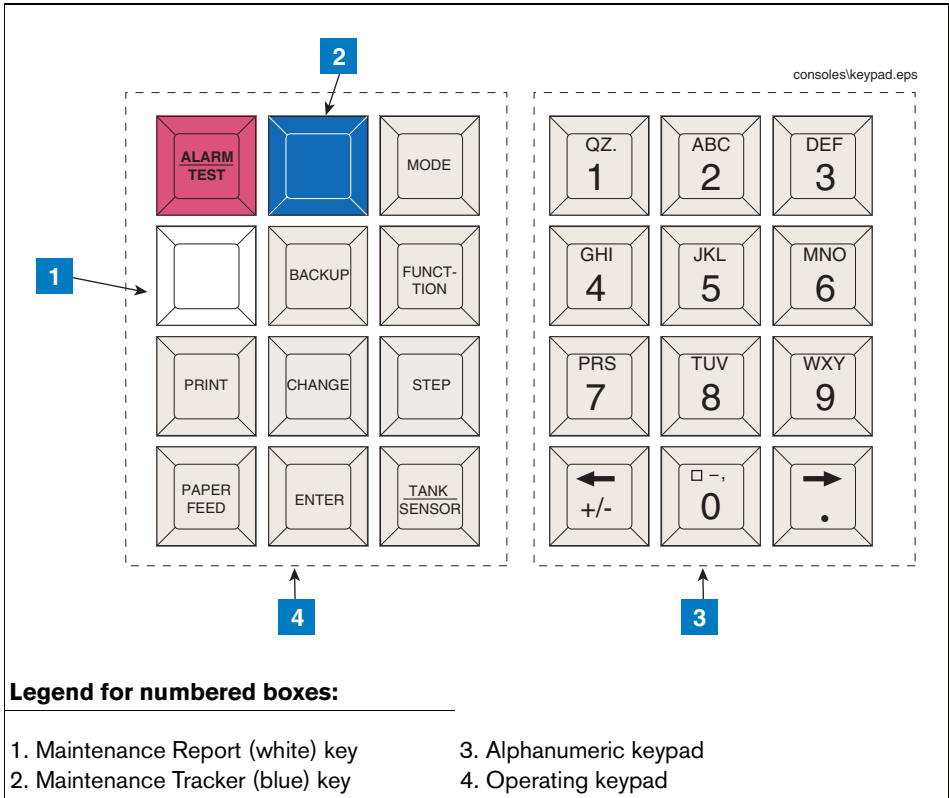 2
consoles\keypad.eps
ALARM
TEST
MODE
1
BACKUP
FUNCT-
TION
PRINT
CHANGE
STEP
PAPER
FEED
ENTER
TANK
SENSOR
4
QZ.
1
ABC
2
DEF
3
GHI
4
JKL
5
MNO
6
PRS
7
TUV
8
WXY
9
+/-
–,
0
.
3
Legend for numbered boxes:
1. Maintenance Report (white) key
2. Maintenance Tracker (blue) key
3. Alphanumeric keypad
4. Operating keypad